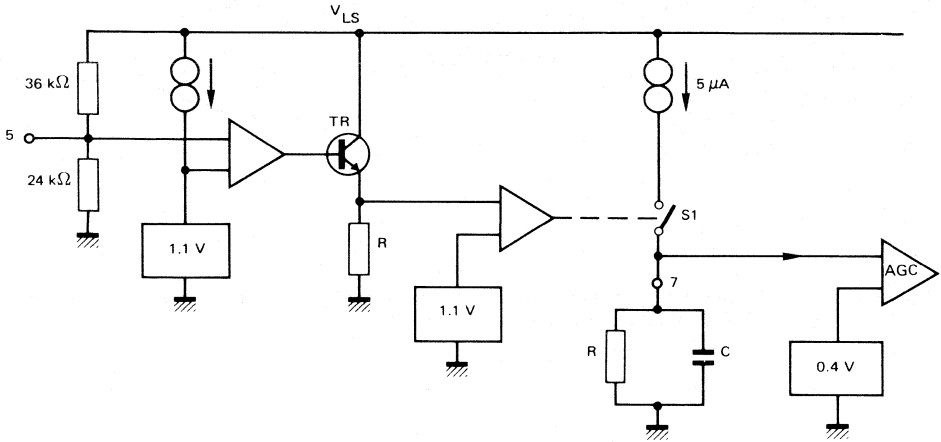 V_LS
36 kΩ
5 μA
TR
5
24 kΩ
S1
1.1 V
R
AGC
7
1.1 V
R
C
0.4 V